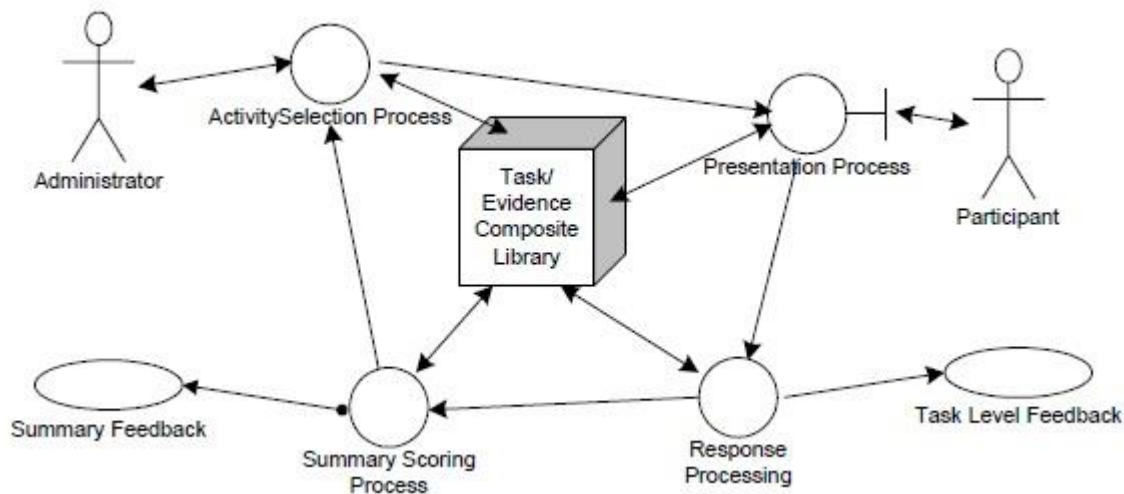 ActivitySelection Process
Administrator
Presentation Process
Participant
Task/
Evidence
Composite
Library
Summary Feedback
Summary Scoring
Process
Response
Processing
Task Level Feedback